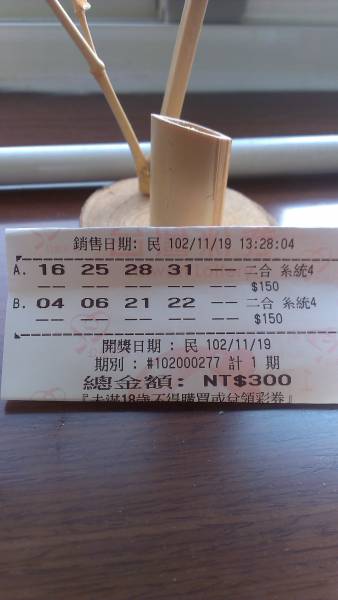 銷售日期: 民 102/11/19 13:28:04
A. 16 25 28 31 -- 二合 系統4
-- -- -- -- -- $150
B. 04 06 21 22 -- 二合 系統4
-- -- -- -- -- $150
開獎日期 : 民 102/11/19
期別 : #102000277 計 1 期
總金額: NT$300
『未滿18歲不得購買或兌領彩券』